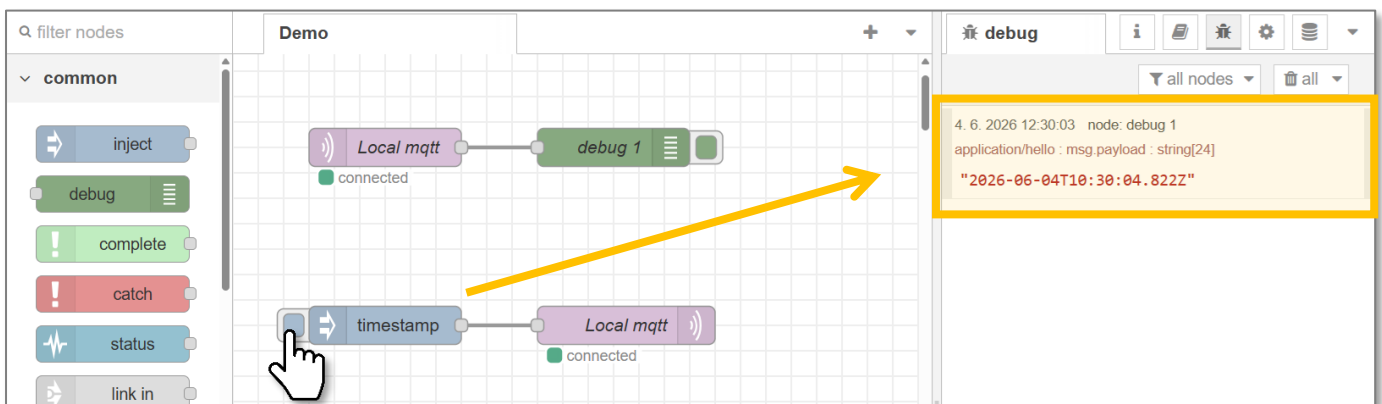 filter nodes
common
inject
debug
complete
catch
status
link in
Demo
Local mqtt
connected
debug 1
timestamp
Local mqtt
connected
debug
i
all nodes
all
4. 6. 2026 12:30:03 node: debug 1
application/hello : msg.payload : string[24]
"2026-06-04T10:30:04.822Z"